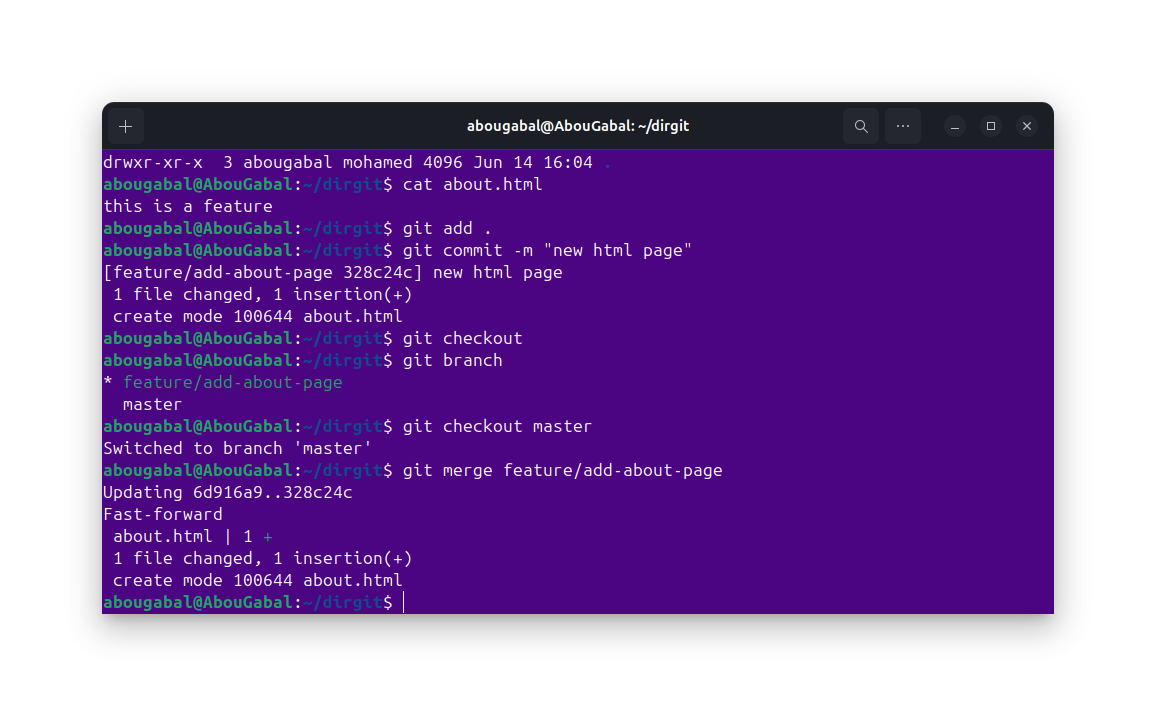 abougabal@AbouGabal: ~/dirgit
drwxr-xr-x  3 abougabal mohamed 4096 Jun 14 16:04 .
abougabal@AbouGabal:~/dirgit$ cat about.html
this is a feature
abougabal@AbouGabal:~/dirgit$ git add .
abougabal@AbouGabal:~/dirgit$ git commit -m "new html page"
[feature/add-about-page 328c24c] new html page
 1 file changed, 1 insertion(+)
 create mode 100644 about.html
abougabal@AbouGabal:~/dirgit$ git checkout
abougabal@AbouGabal:~/dirgit$ git branch
* feature/add-about-page
  master
abougabal@AbouGabal:~/dirgit$ git checkout master
Switched to branch 'master'
abougabal@AbouGabal:~/dirgit$ git merge feature/add-about-page
Updating 6d916a9..328c24c
Fast-forward
 about.html | 1 +
 1 file changed, 1 insertion(+)
 create mode 100644 about.html
abougabal@AbouGabal:~/dirgit$